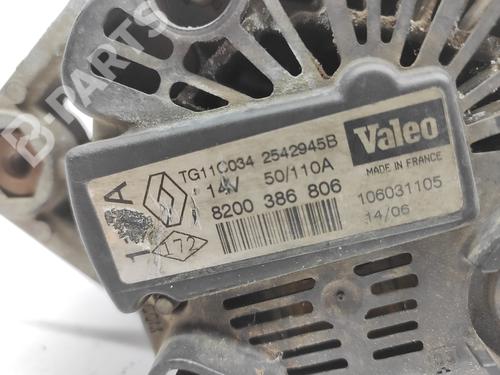 B-PARTS
TG11C034 2542945B
Valeo
14V 50/110A
MADE IN FRANCE
8200 386 806
106031105
14/06
A
172